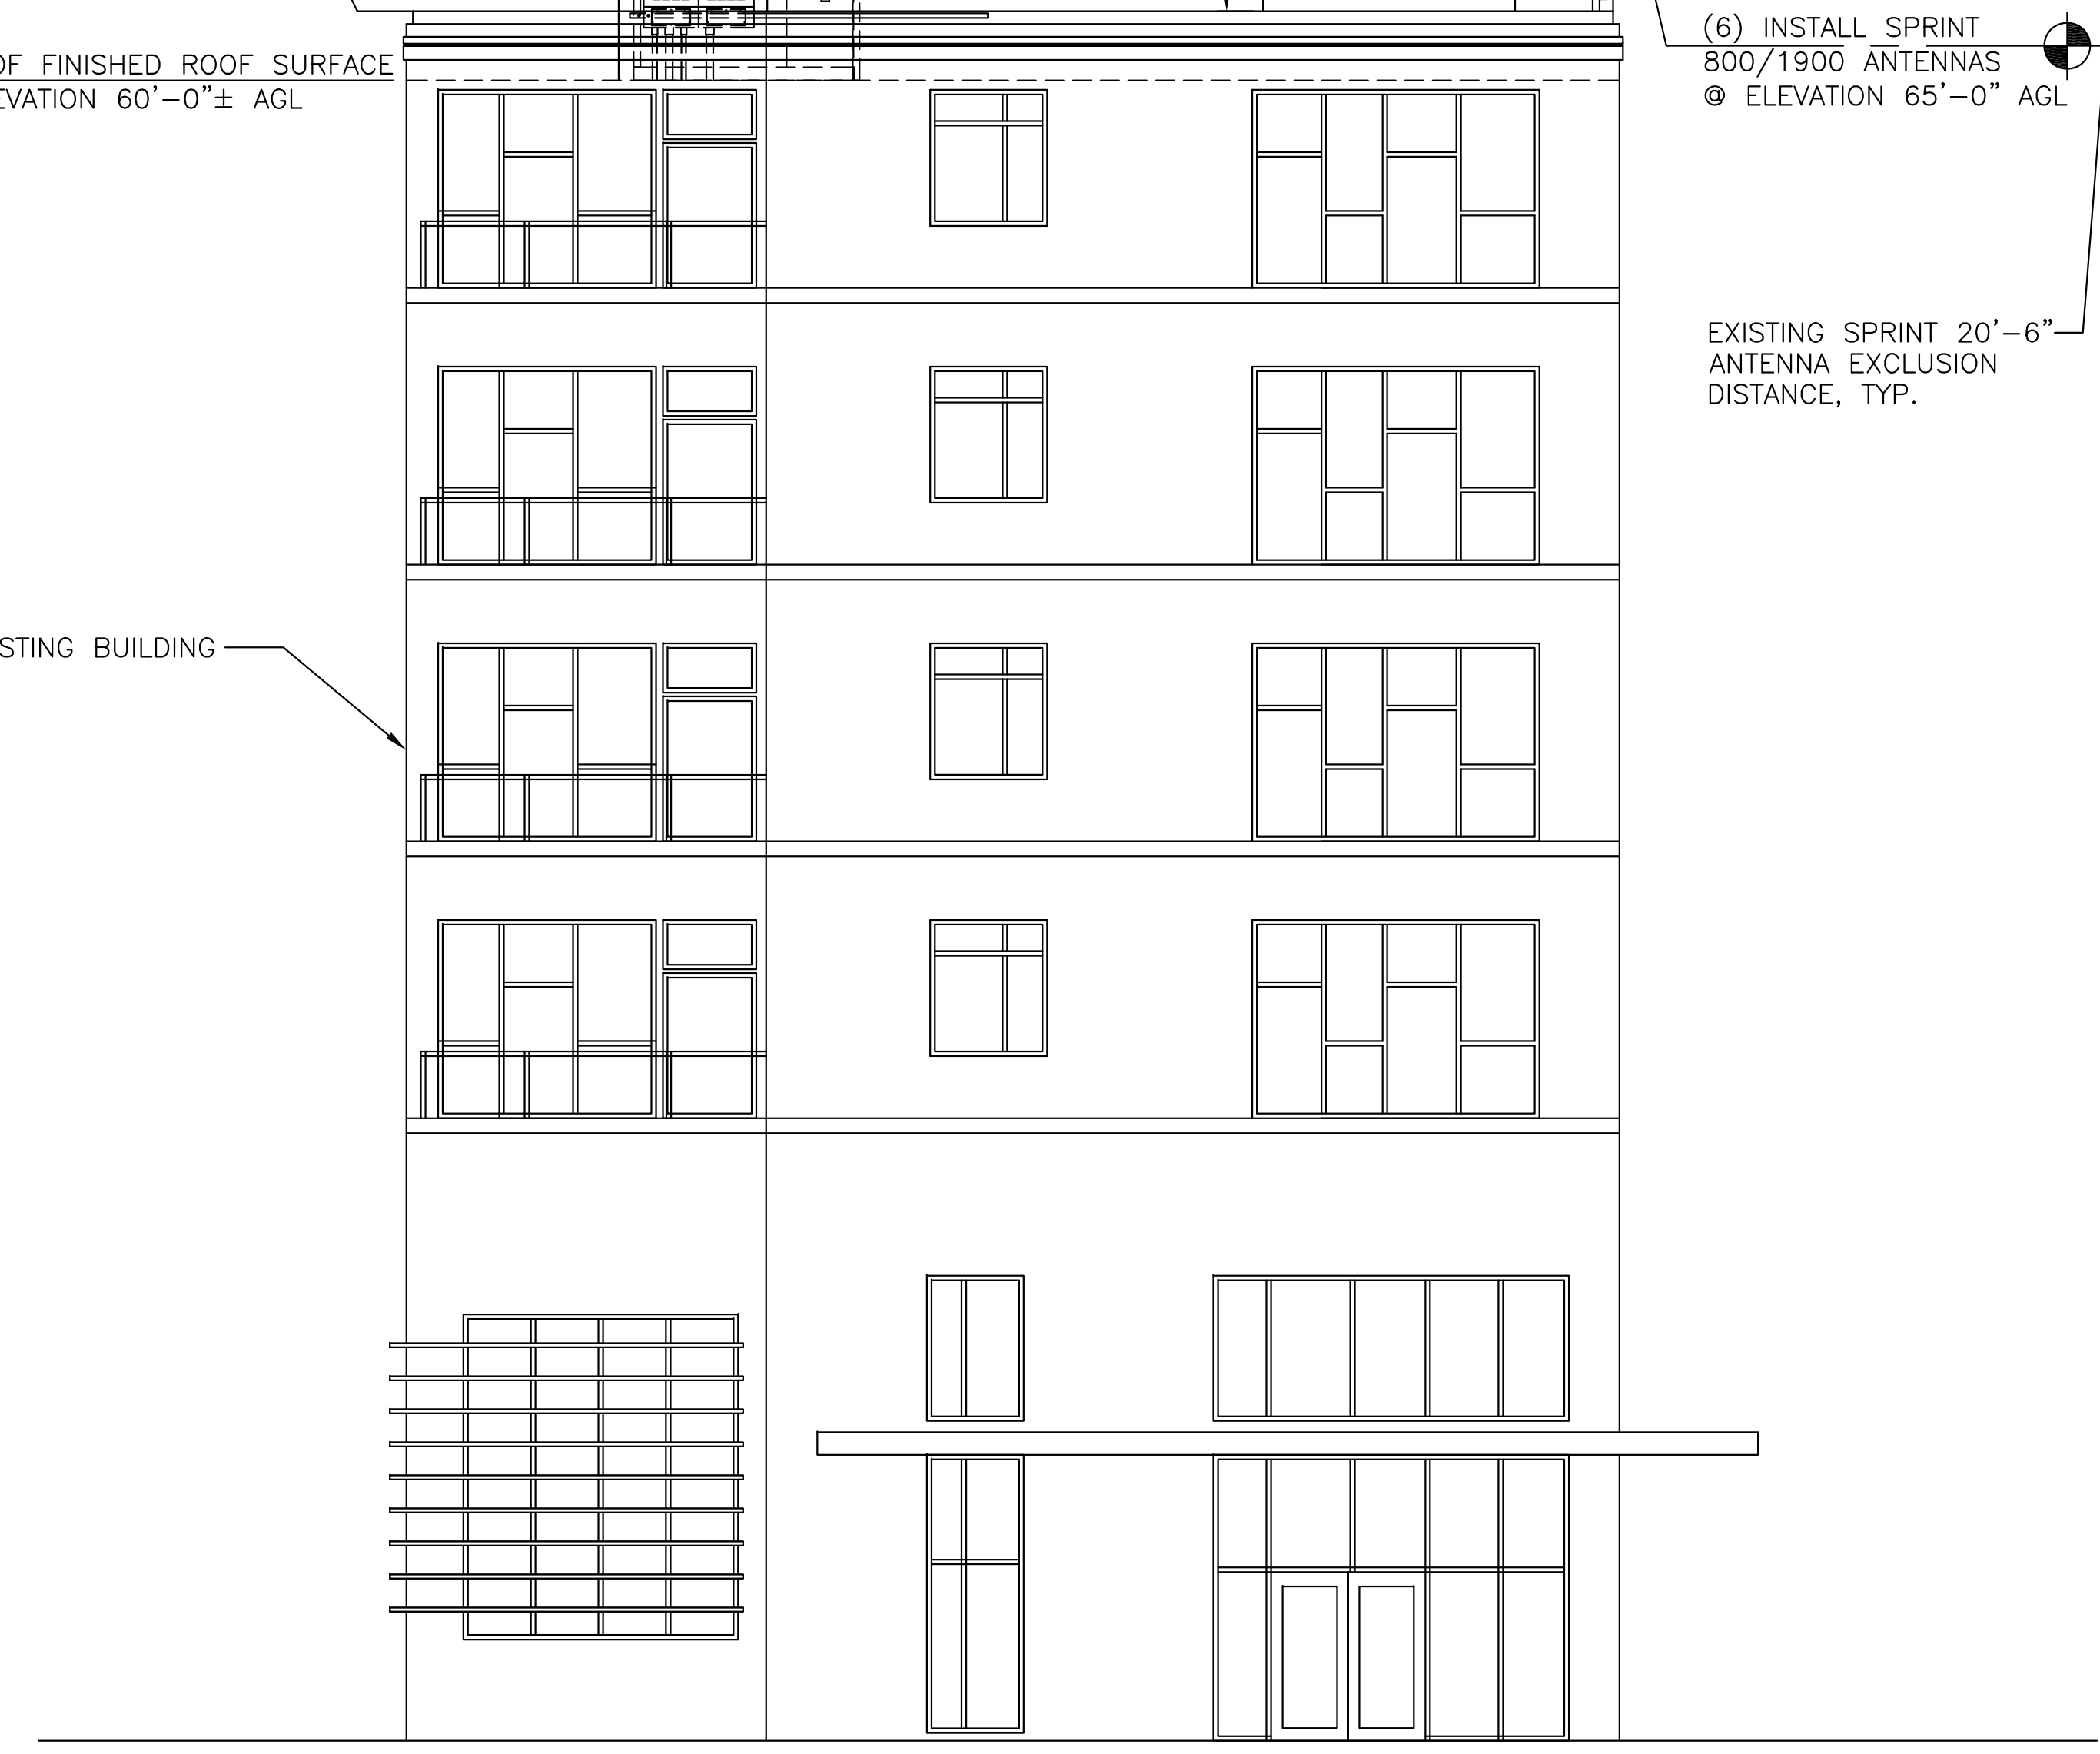 OF FINISHED ROOF SURFACE
EVATION 60'-0"± AGL
STING BUILDING
(6) INSTALL SPRINT
800/1900 ANTENNAS
@ ELEVATION 65'-0" AGL
EXISTING SPRINT 20'-6"
ANTENNA EXCLUSION
DISTANCE, TYP.